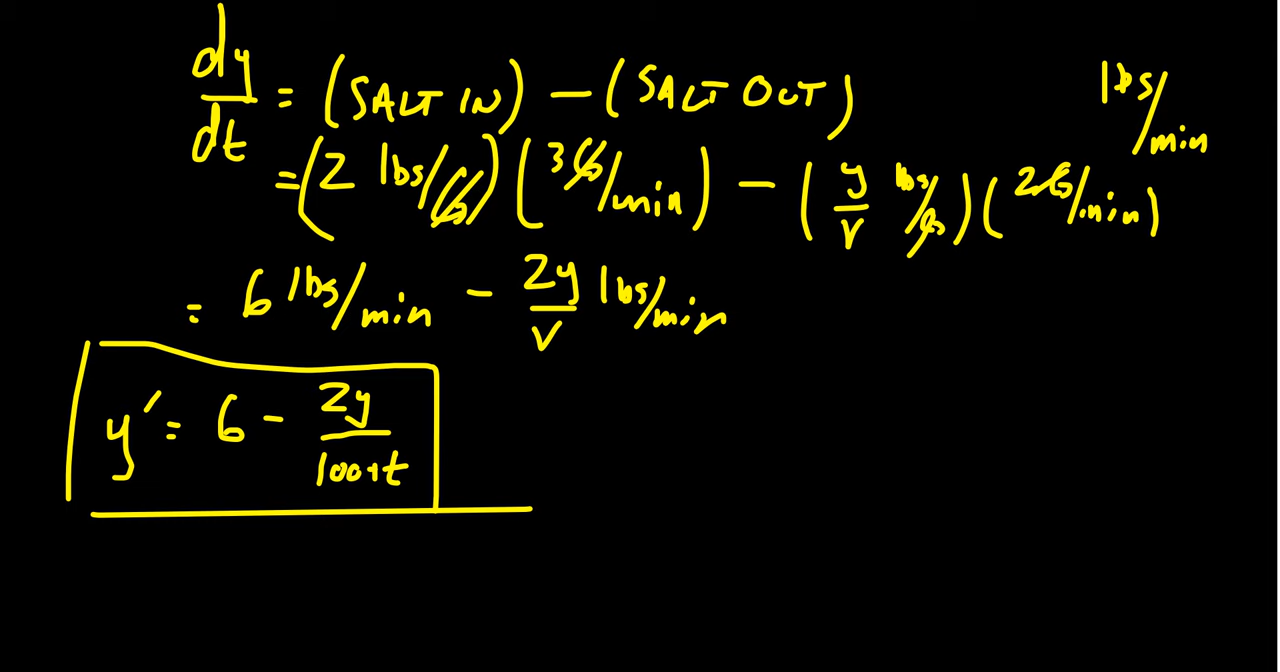 dy/dt = (SALT IN) - (SALT OUT) lbs/min
= (2 lbs/G) (3 G/min) - (y/V lbs/G) (2 G/min)
= 6 lbs/min - 2y/V lbs/min
y' = 6 - 2y/100+t